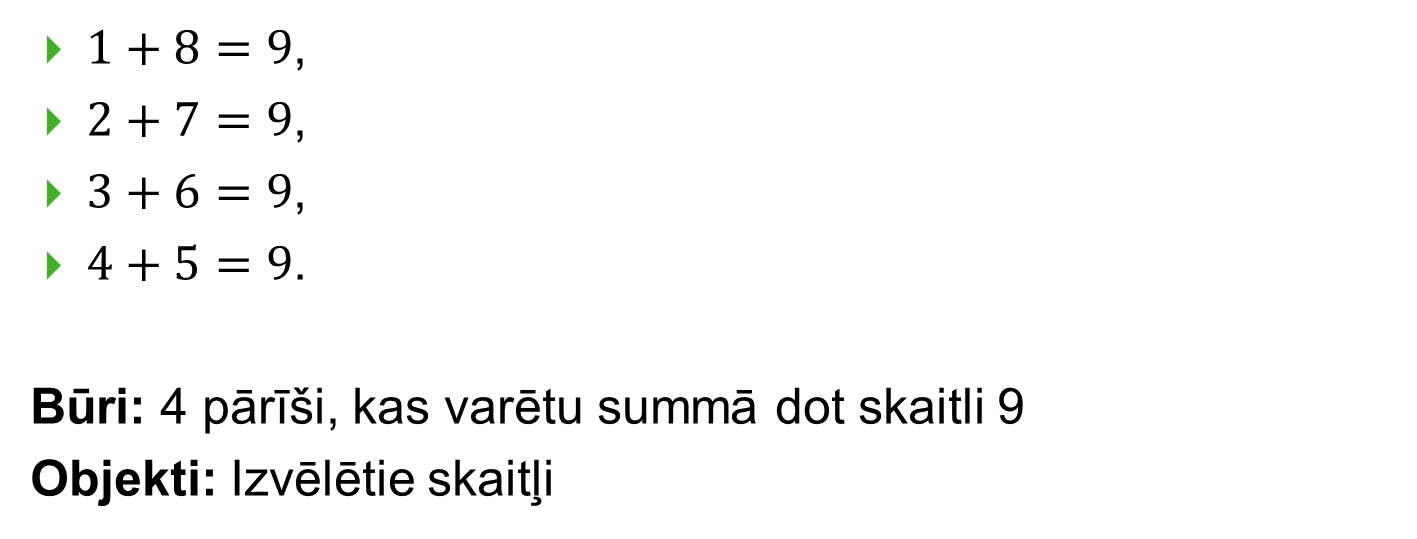 1 + 8 = 9,
2 + 7 = 9,
3 + 6 = 9,
4 + 5 = 9.
Būri: 4 pārīši, kas varētu summā dot skaitli 9
Objekti: Izvēlētie skaitļi